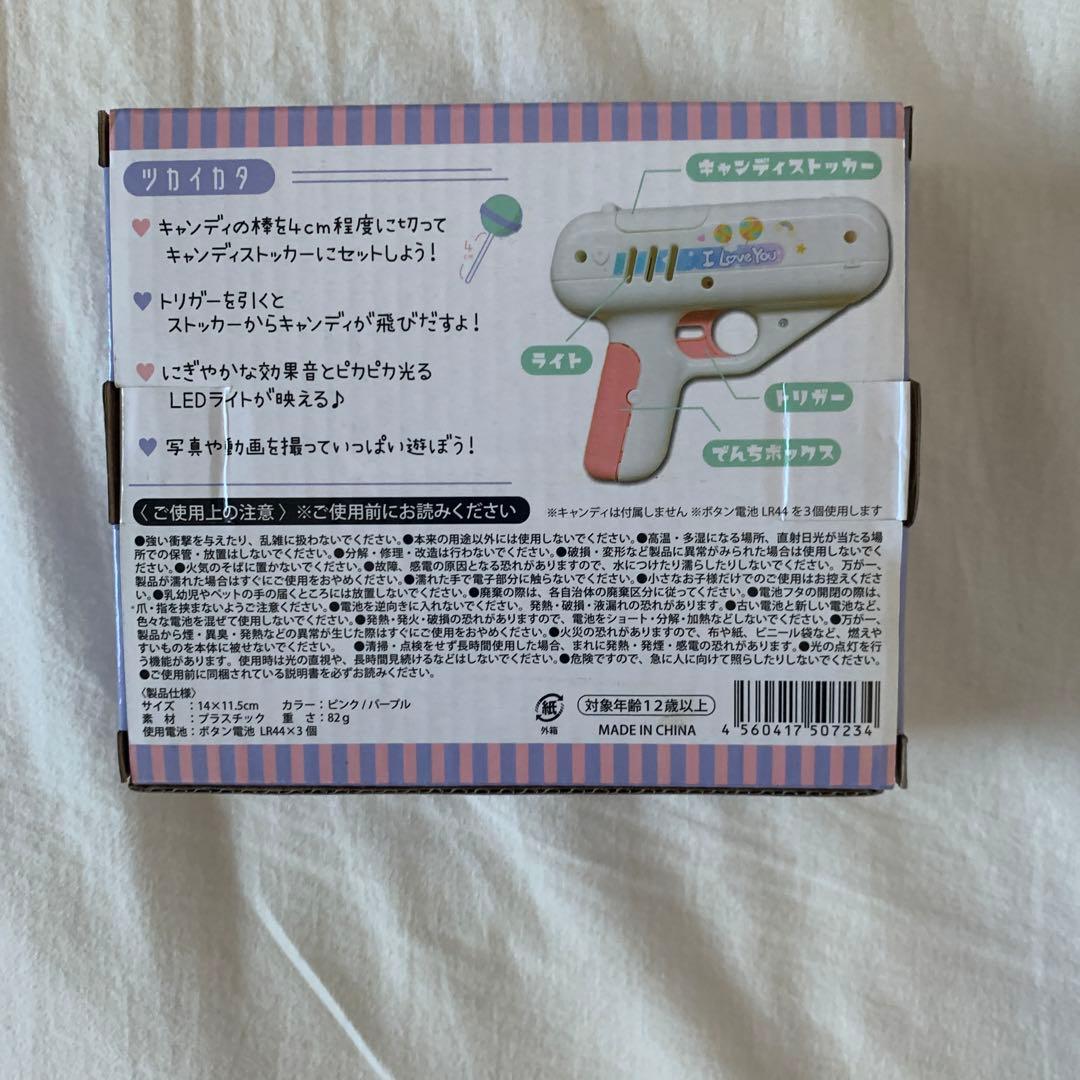 ツカイカタ
キャンディの棒を4cm程度に切って
キャンディストッカーにセットしよう!
4cm
トリガーを引くと
ストッカーからキャンディが飛びだすよ!
にぎやかな効果音とピカピカ光る
LEDライトが映える♪
写真や動画を撮っていっぱい遊ぼう!
キャンディストッカー
I Love You
ライト
トリガー
でんちボックス
〈ご使用上の注意〉※ご使用前にお読みください
※キャンディは付属しません ※ボタン電池 LR44 を3個使用します
●強い衝撃を与えたり、乱雑に扱わないでください。●本来の用途以外には使用しないでください。●高温・多湿になる場所、直射日光が当たる場
所での保管・放置はしないでください。●分解・修理・改造は行わないでください。●破損・変形など製品に異常がみられた場合は使用しないでく
ださい。●火気のそばに置かないでください。●故障、感電の原因となる恐れがありますので、水につけたり濡らしたりしないでください。万が一、
製品が濡れた場合はすぐにご使用をおやめください。●濡れた手で電子部分に触らないでください。●小さなお子様だけでのご使用はお控えくださ
い。●乳幼児やペットの手の届くところには放置しないでください。●廃棄の際は、各自治体の廃棄区分に従ってください。●電池フタの開閉の際は、
爪・指を挟まないようご注意ください。●電池を逆向きに入れないでください。発熱・破損・液漏れの恐れがあります。●古い電池と新しい電池など、
色々な電池を混ぜて使用しないでください。●発熱・発火・破損の恐れがありますので、電池をショート・分解・加熱などしないでください。●万が一、
製品から煙・異臭・発熱などの異常が生じた際はすぐにご使用をおやめください。●火災の恐れがありますので、布や紙、ビニール袋など、燃えや
すいものを本体に被せないでください。 ●清掃・点検をせず長時間使用した場合、まれに発熱・発煙・感電の恐れがあります。●光の点灯を行
う機能があります。使用時は光の直視や、長時間見続けるなどはしないでください。●危険ですので、急に人に向けて照らしたりしないでください。
●ご使用前に同梱されている説明書を必ずお読みください。
〈製品仕様〉
サイズ :14×11.5cm カラー:ピンク/パープル
素 材 :プラスチック 重 さ:82g
使用電池:ボタン電池 LR44×3個
紙
外箱
対象年齢12歳以上
MADE IN CHINA
4 560417 507234